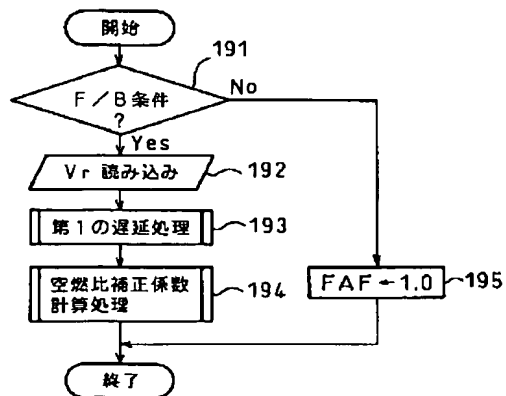 開始
191
F/B条件
?
No
Yes
Vr 読み込み
192
第1の遅延処理
193
空燃比補正係数
計算処理
194
FAF←1.0
195
終了